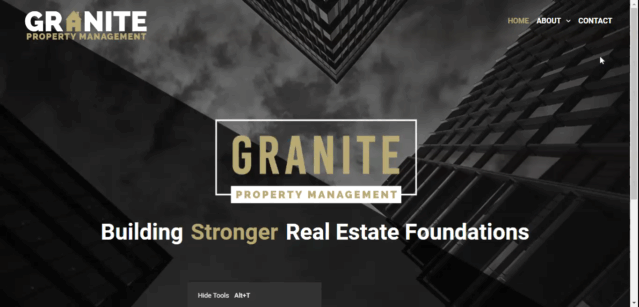 GRANITE
PROPERTY MANAGEMENT
HOME ABOUT CONTACT
GRANITE
PROPERTY MANAGEMENT
Building Stronger Real Estate Foundations
Hide Tools Alt+T